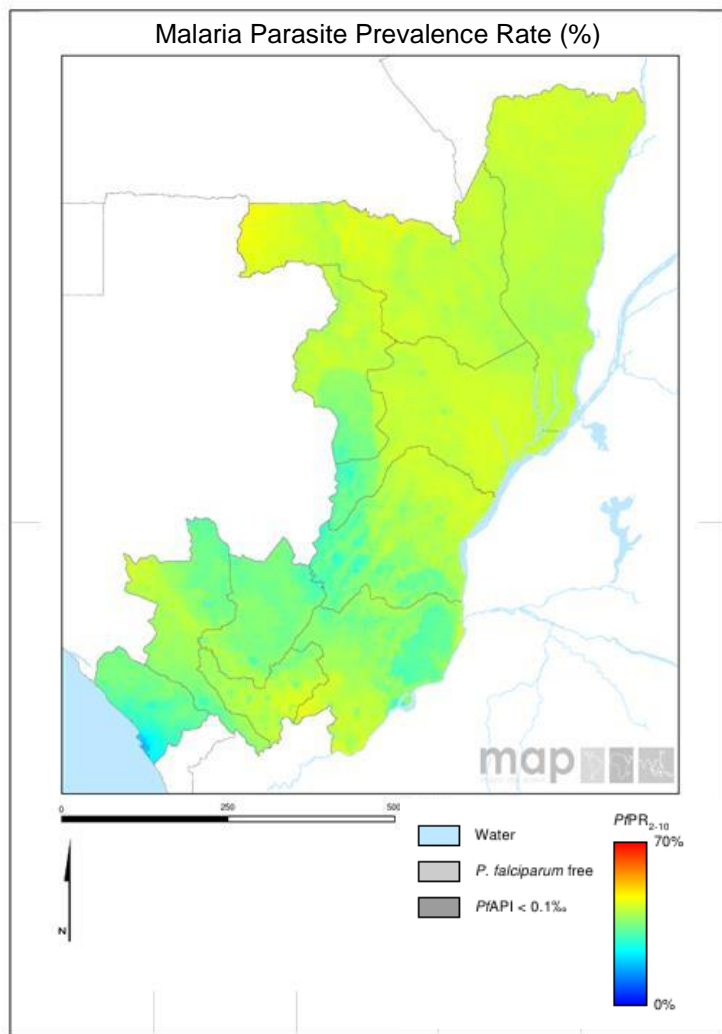 Malaria Parasite Prevalence Rate (%)
map
0
250
500
Water
P. falciparum free
PfAPI < 0.1‰
N
PfPR2-10
70%
0%